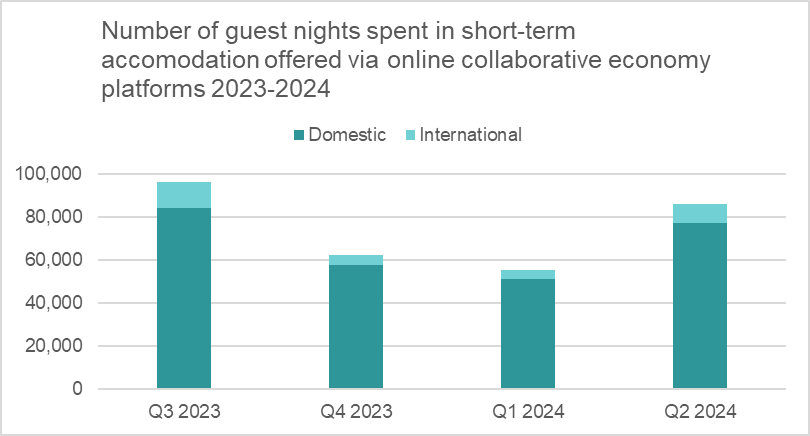 Number of guest nights spent in short-term
accomodation offered via online collaborative economy
platforms 2023-2024
Domestic International
100,000
80,000
60,000
40,000
20,000
0
Q3 2023 Q4 2023 Q1 2024 Q2 2024